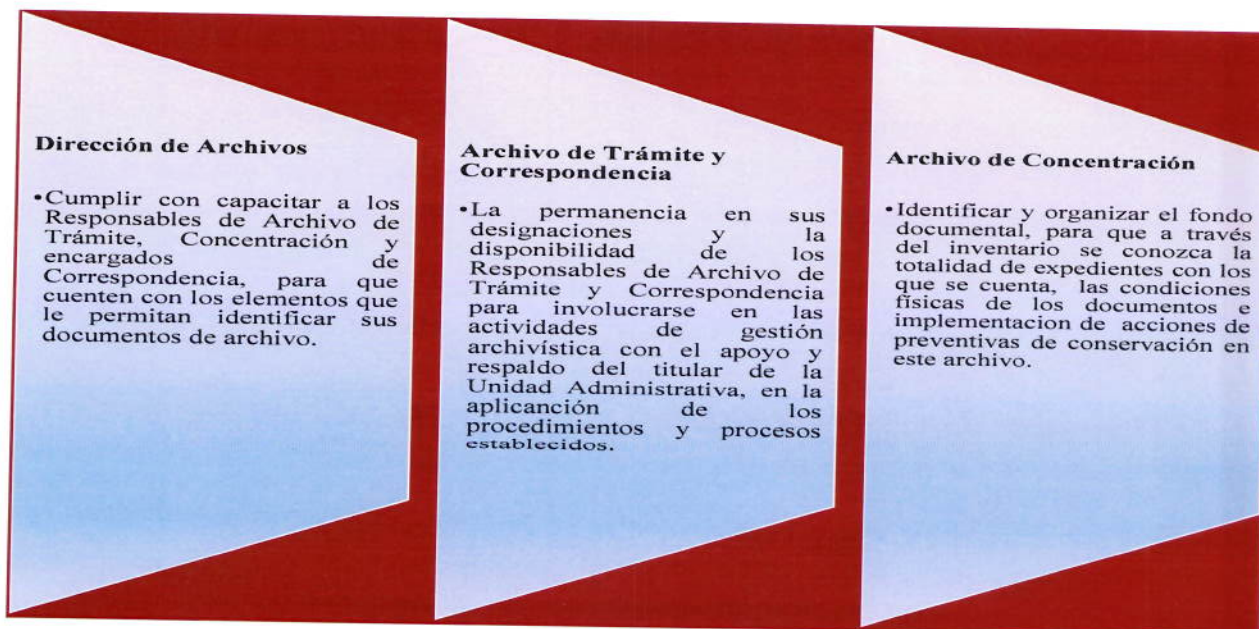 Dirección de Archivos
•Cumplir con capacitar a los
Responsables de Archivo de
Trámite, Concentración y
encargados de
Correspondencia, para que
cuenten con los elementos que
le permitan identificar sus
documentos de archivo.
Archivo de Trámite y
Correspondencia
•La permanencia en sus
designaciones y la
disponibilidad de los
Responsables de Archivo de
Trámite y Correspondencia
para involucrarse en las
actividades de gestión
archivística con el apoyo y
respaldo del titular de la
Unidad Administrativa, en la
aplicanción de los
procedimientos y procesos
establecidos.
Archivo de Concentración
•Identificar y organizar el fondo
documental, para que a través
del inventario se conozca la
totalidad de expedientes con los
que se cuenta, las condiciones
físicas de los documentos e
implementacion de acciones de
preventivas de conservación en
este archivo.